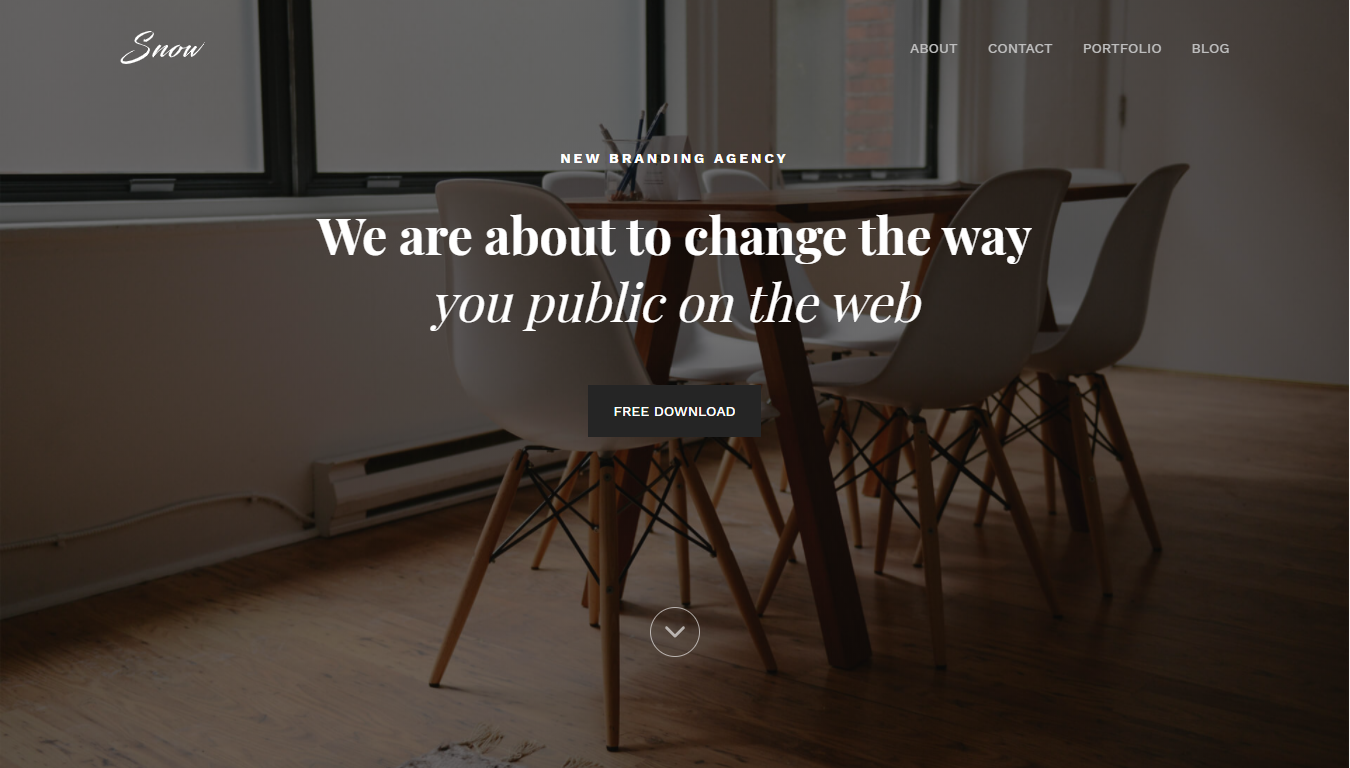 Snow
ABOUT CONTACT PORTFOLIO BLOG
NEW BRANDING AGENCY
We are about to change the way
you public on the web
FREE DOWNLOAD